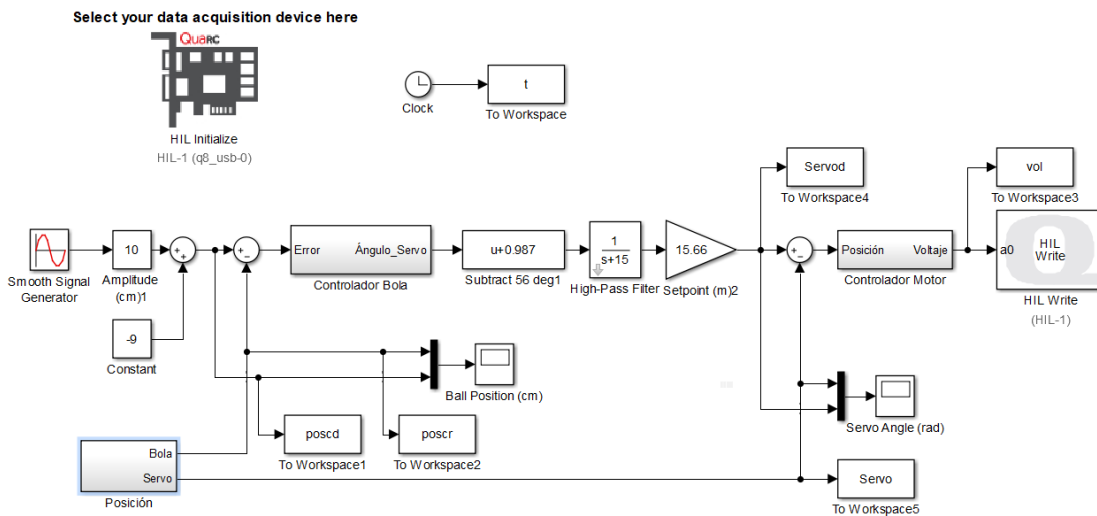 Select your data acquisition device here
QUARC
HIL Initialize
HIL-1 (q8_usb-0)
Clock
t
To Workspace
Servod
To Workspace4
vol
To Workspace3
Smooth Signal
Generator
10
Amplitude
(cm)1
+
+
+
−
Error
Ángulo_Servo
Controlador Bola
u+0.987
Subtract 56 deg1
1
s+15
High-Pass Filter
15.66
Setpoint (m)2
+
−
Posición
Voltaje
Controlador Motor
a0
HIL
Write
HIL Write
(HIL-1)
-9
Constant
Ball Position (cm)
Servo Angle (rad)
poscd
To Workspace1
poscr
To Workspace2
Bola
Servo
Posición
Servo
To Workspace5